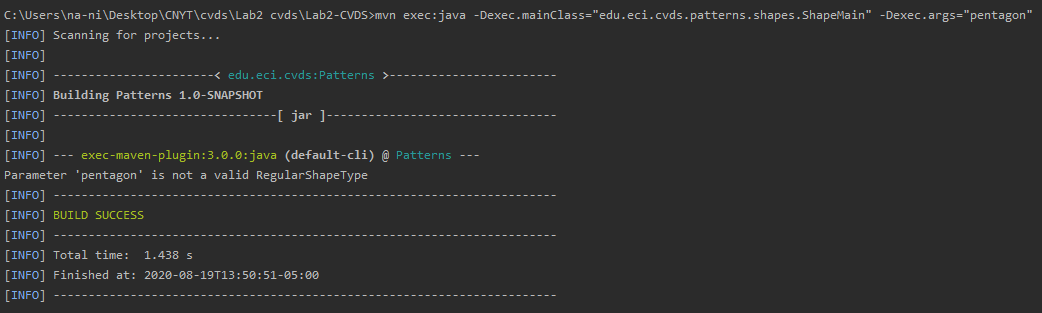 C:\Users\na-ni\Desktop\CNYT\cvds\Lab2 cvds\Lab2-CVDS>mvn exec:java -Dexec.mainClass="edu.eci.cvds.patterns.shapes.ShapeMain" -Dexec.args="pentagon"
[INFO] Scanning for projects...
[INFO]
[INFO] -----------------------< edu.eci.cvds:Patterns >------------------------
[INFO] Building Patterns 1.0-SNAPSHOT
[INFO] --------------------------------[ jar ]---------------------------------
[INFO]
[INFO] --- exec-maven-plugin:3.0.0:java (default-cli) @ Patterns ---
Parameter 'pentagon' is not a valid RegularShapeType
[INFO] ------------------------------------------------------------------------
[INFO] BUILD SUCCESS
[INFO] ------------------------------------------------------------------------
[INFO] Total time:  1.438 s
[INFO] Finished at: 2020-08-19T13:50:51-05:00
[INFO] ------------------------------------------------------------------------